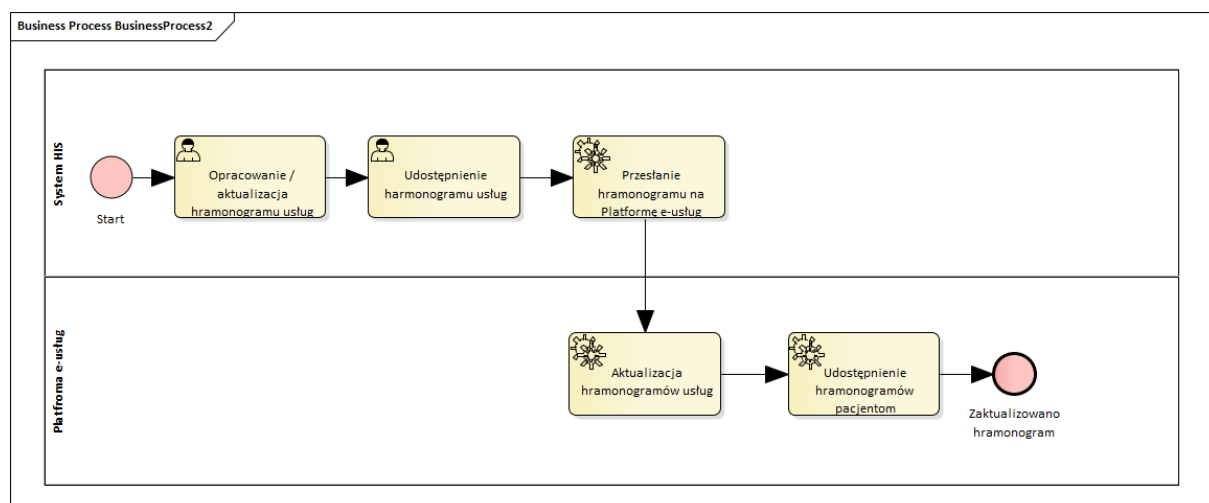 Business Process BusinessProcess2
System HIS
Start
Opracowanie /
aktualizacja
hramonogramu usług
Udostępnienie
harmonogramu usług
Przesłanie
hramonogramu na
Platformę e-usług
Platfroma e-usług
Aktualizacja
hramonogramów usług
Udostępnienie
hramonogramów
pacjentom
Zaktualizowano
hramonogram